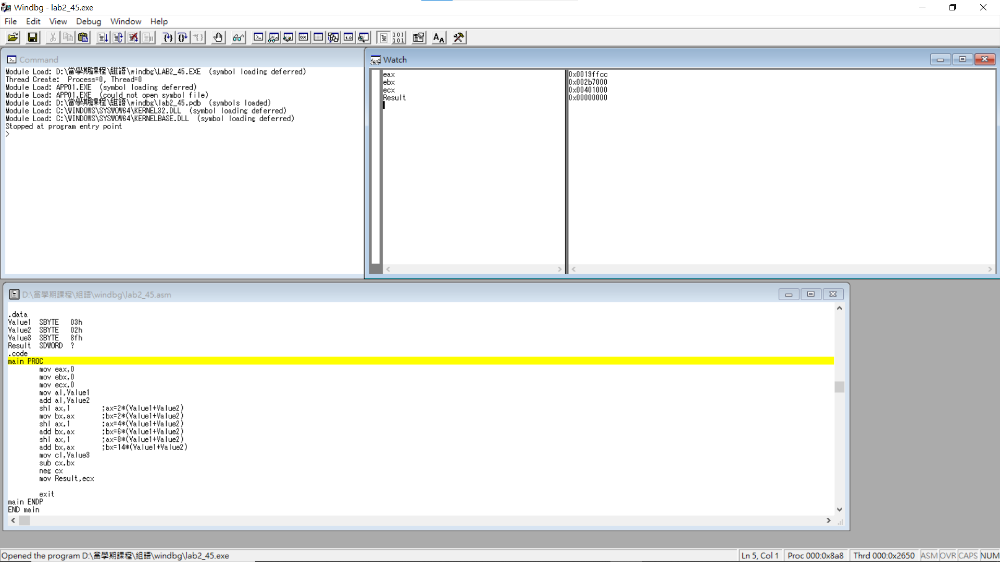 Windbg - lab2_45.exe
File Edit View Debug Window Help
Command
Module Load: D:\當學期課程\組語\windbg\LAB2_45.EXE (symbol loading deferred)
Thread Create: Process=0, Thread=0
Module Load: APP01.EXE (symbol loading deferred)
Module Load: APP01.EXE (could not open symbol file)
Module Load: D:\當學期課程\組語\windbg\lab2_45.pdb (symbols loaded)
Module Load: C:\WINDOWS\SYSWOW64\KERNEL32.DLL (symbol loading deferred)
Module Load: C:\WINDOWS\SYSWOW64\KERNELBASE.DLL (symbol loading deferred)
Stopped at program entry point
>
Watch
eax 0x0019ffcc
ebx 0x002b7000
ecx 0x00401000
Result 0x00000000
D:\當學期課程\組語\windbg\lab2_45.asm
.data
Value1 SBYTE 03h
Value2 SBYTE 02h
Value3 SBYTE 8fh
Result SDWORD ?
.code
main PROC
mov eax,0
mov ebx,0
mov ecx,0
mov al,Value1
add al,Value2
shl ax,1 ;ax=2*(Value1+Value2)
mov bx,ax ;bx=2*(Value1+Value2)
shl ax,1 ;ax=4*(Value1+Value2)
add bx,ax ;bx=6*(Value1+Value2)
shl ax,1 ;ax=8*(Value1+Value2)
add bx,ax ;bx=14*(Value1+Value2)
mov cl,Value3
sub cx,bx
neg cx
mov Result,ecx
exit
main ENDP
END main
Opened the program D:\當學期課程\組語\windbg\lab2_45.exe
Ln 5, Col 1 Proc 000:0x8a8 Thrd 000:0x2650 ASM OVR CAPS NUM